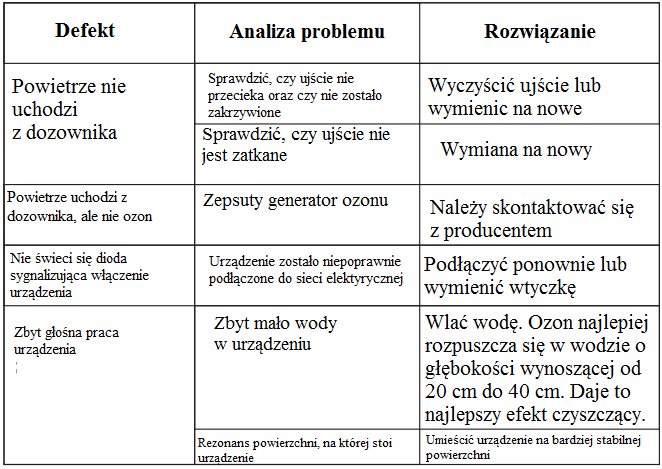 Defekt
Analiza problemu
Rozwiązanie
Powietrze nie
uchodzi
z dozownika
Sprawdzić, czy ujście nie
przecieka oraz czy nie zostało
zakrzywione
Wyczyścić ujście lub
wymienic na nowe
Sprawdzić, czy ujście nie
jest zatkane
Wymiana na nowy
Powietrze uchodzi z
dozownika, ale nie ozon
Zepsuty generator ozonu
Należy skontaktować się
z producentem
Nie świeci się dioda
sygnalizująca włączenie
urządzenia
Urządzenie zostało niepoprawnie
podłączone do sieci elektyrycznej
Podłączyć ponownie lub
wymienić wtyczkę
Zbyt głośna praca
urządzenia
Zbyt mało wody
w urządzeniu
Wlać wodę. Ozon najlepiej
rozpuszcza się w wodzie o
głębokości wynoszącej od
20 cm do 40 cm. Daje to
najlepszy efekt czyszczący.
Rezonans powierzchni, na której stoi
urządzenie
Umieścić urządzenie na bardziej stabilnej
powierzchni